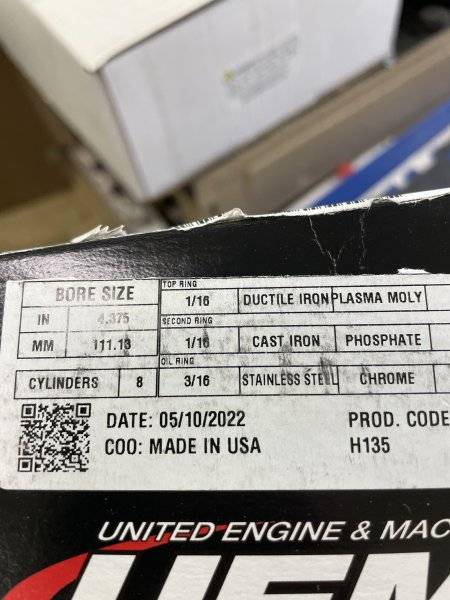 TOP RING
BORE SIZE 1/16 DUCTILE IRON PLASMA MOLY
IN 4.375 SECOND RING
MM 111.13 1/16 CAST IRON PHOSPHATE
OIL RING
CYLINDERS 8 3/16 STAINLESS STEEL CHROME
DATE: 05/10/2022 PROD. CODE
COO: MADE IN USA H135
UNITED ENGINE & MAC